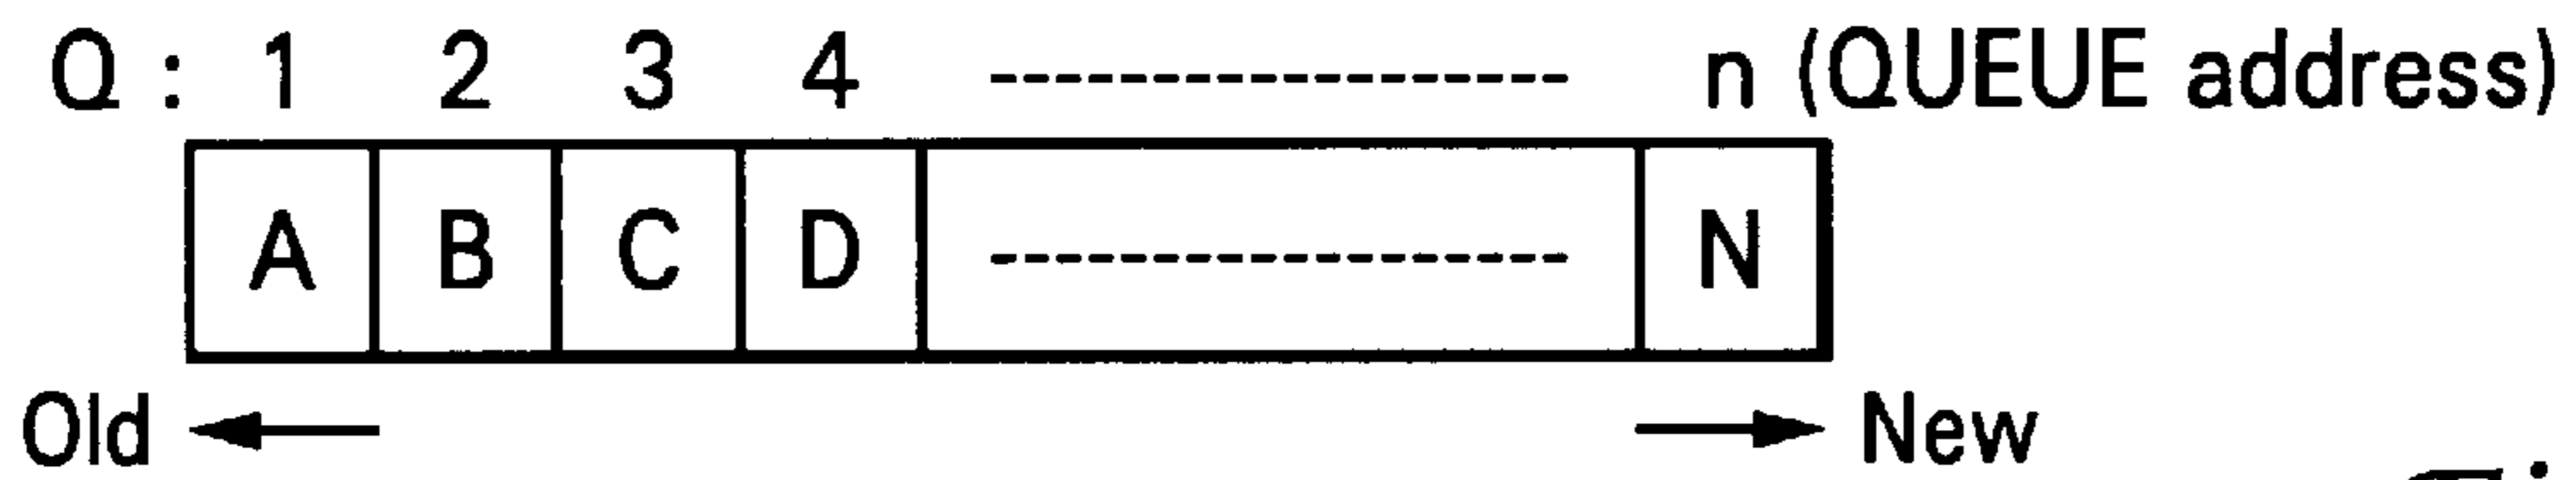 Q : 1 2 3 4 ------------------ n (QUEUE address)
A B C D ------------------ N
Old New